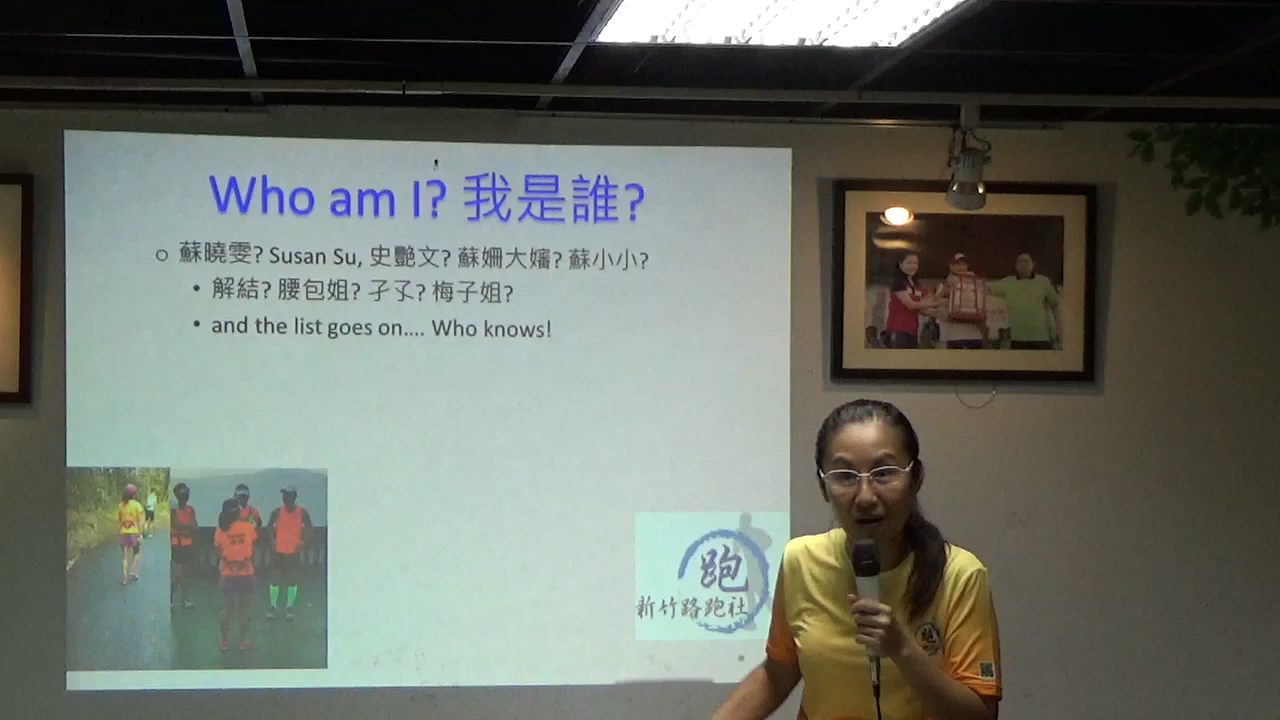 Who am I? 我是誰?
蘇曉雯? Susan Su, 史艷文? 蘇姍大嬸? 蘇小小?
解結? 腰包姐? 孑孓? 梅子姐?
and the list goes on.... Who knows!
跑
新竹路跑社
跑